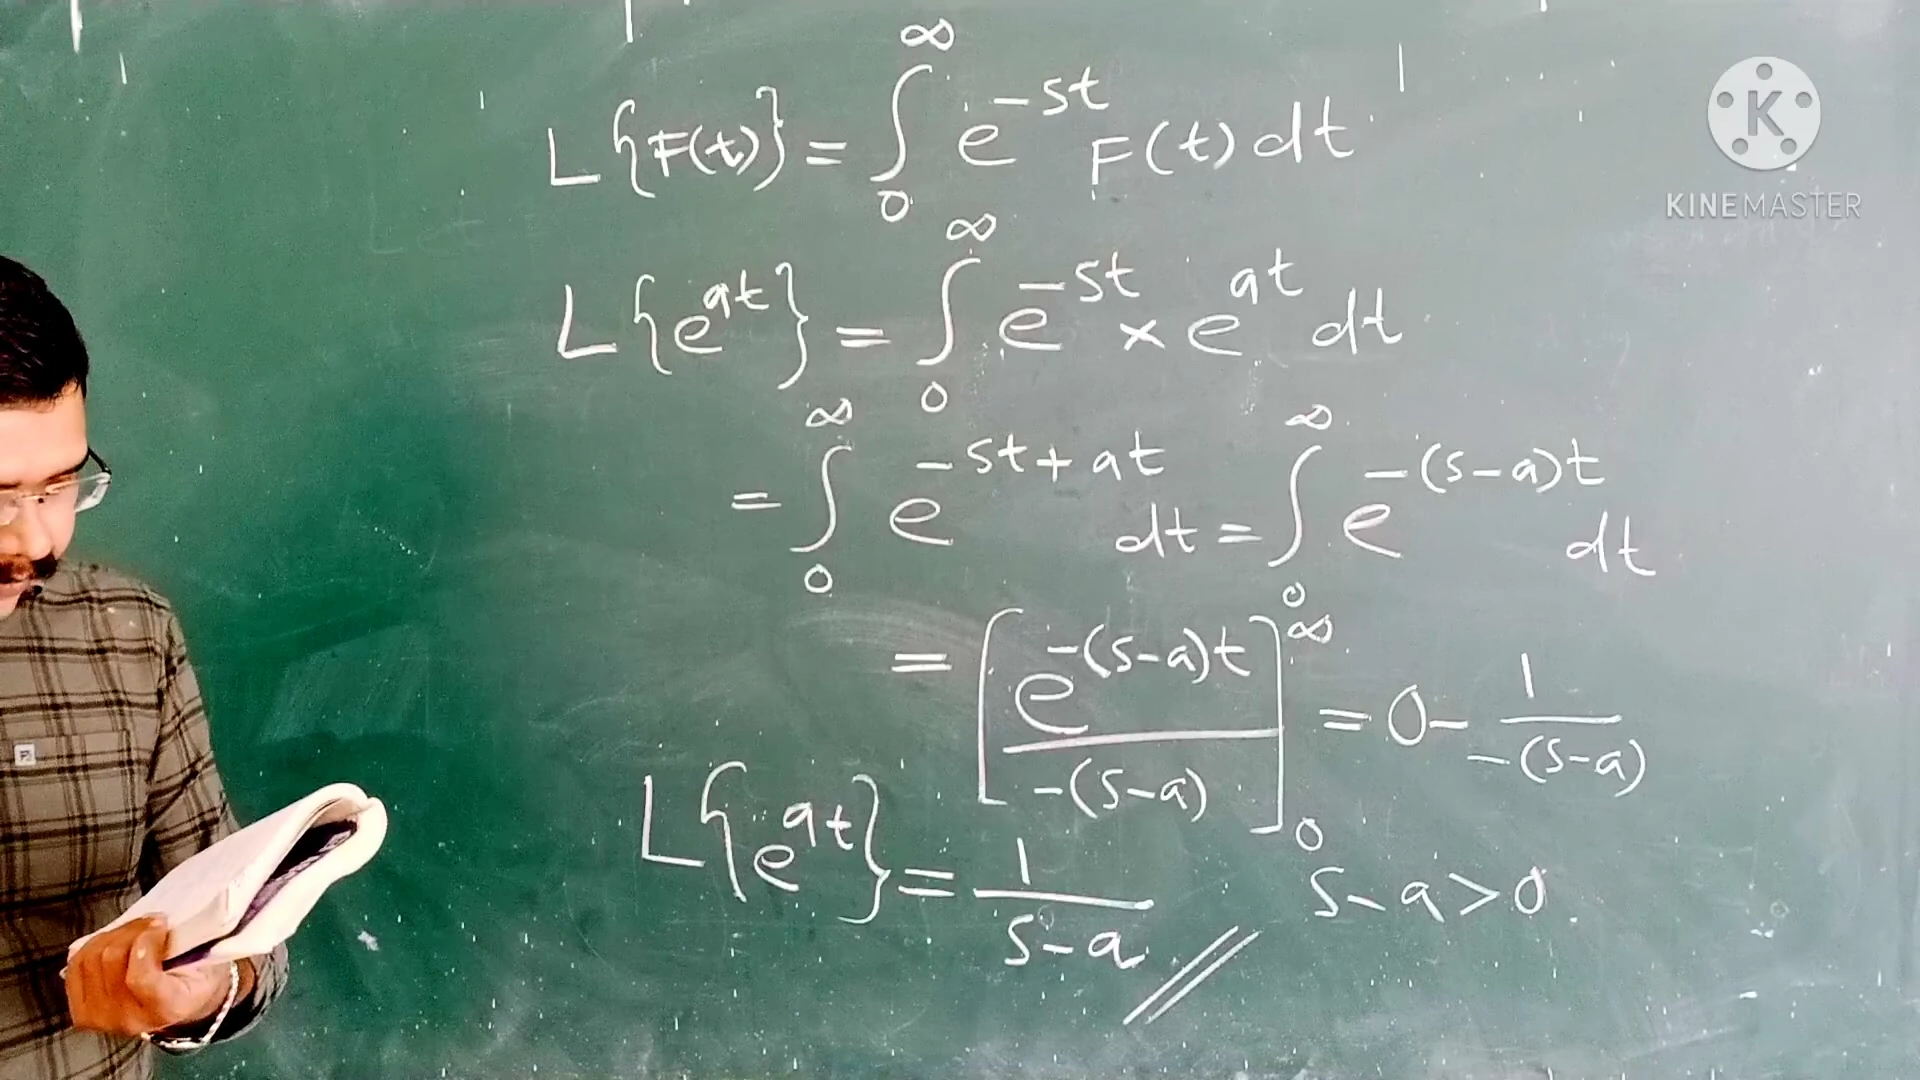 L{F(t)} = ∫₀^∞ e^{-st} F(t) dt
L{e^{at}} = ∫₀^∞ e^{-st} × e^{at} dt
= ∫₀^∞ e^{-st+at} dt = ∫₀^∞ e^{-(s-a)t} dt
= [e^{-(s-a)t} / -(s-a)]₀^∞ = 0 - 1/-(s-a)
L{e^{at}} = 1/s-a //
s-a>0
K
KINEMASTER